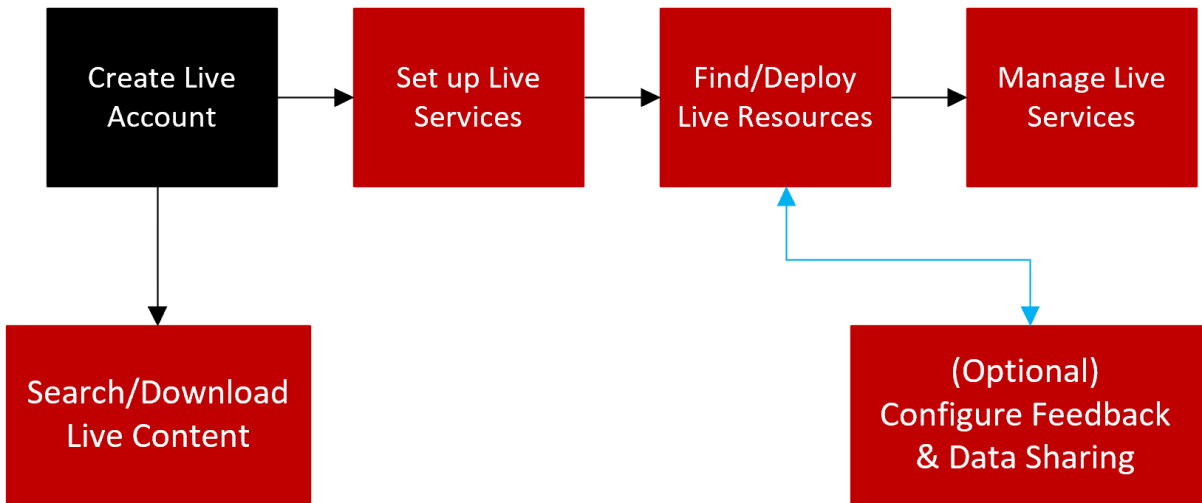 Create Live
Account
Set up Live
Services
Find/Deploy
Live Resources
Manage Live
Services
Search/Download
Live Content
(Optional)
Configure Feedback
& Data Sharing